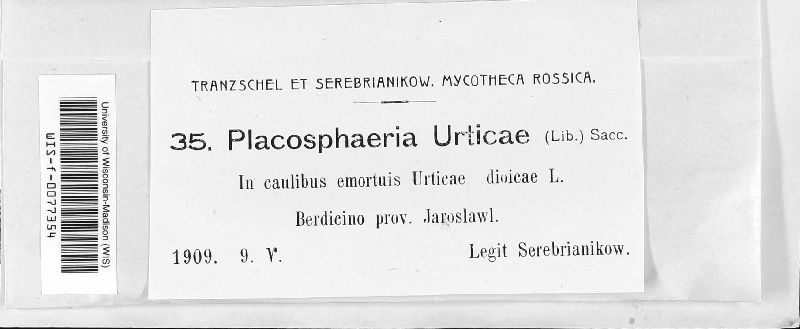 TRANZSCHEL ET SEREBRIANIKOW. MYCOTHECA ROSSICA.
35. Placosphaeria Urticae (Lib.) Sacc.
In caulibus emortuis Urticae dioicae L.
Berdicino prov. Jaroslawl.
1909. 9. V.
Legit Serebrianikow.
University of Wisconsin-Madison (WIS)
WIS-f-0077354